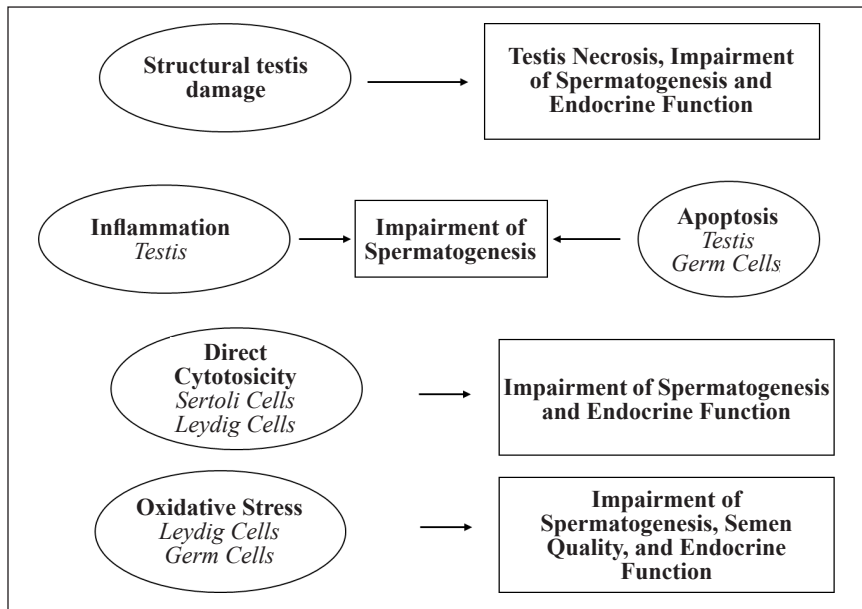 Structural testis
damage
Testis Necrosis, Impairment
of Spermatogenesis and
Endocrine Function
Inflammation
Testis
Impairment of
Spermatogenesis
Apoptosis
Testis
Germ Cells
Direct
Cytotosicity
Sertoli Cells
Leydig Cells
Impairment of Spermatogenesis
and Endocrine Function
Oxidative Stress
Leydig Cells
Germ Cells
Impairment of
Spermatogenesis, Semen
Quality, and Endocrine
Function